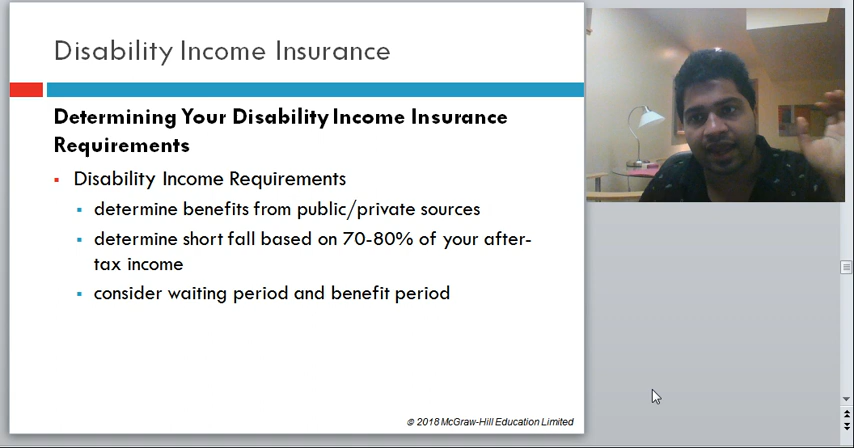 Disability Income Insurance
Determining Your Disability Income Insurance
Requirements
Disability Income Requirements
determine benefits from public/private sources
determine short fall based on 70-80% of your after-
tax income
consider waiting period and benefit period
© 2018 McGraw-Hill Education Limited